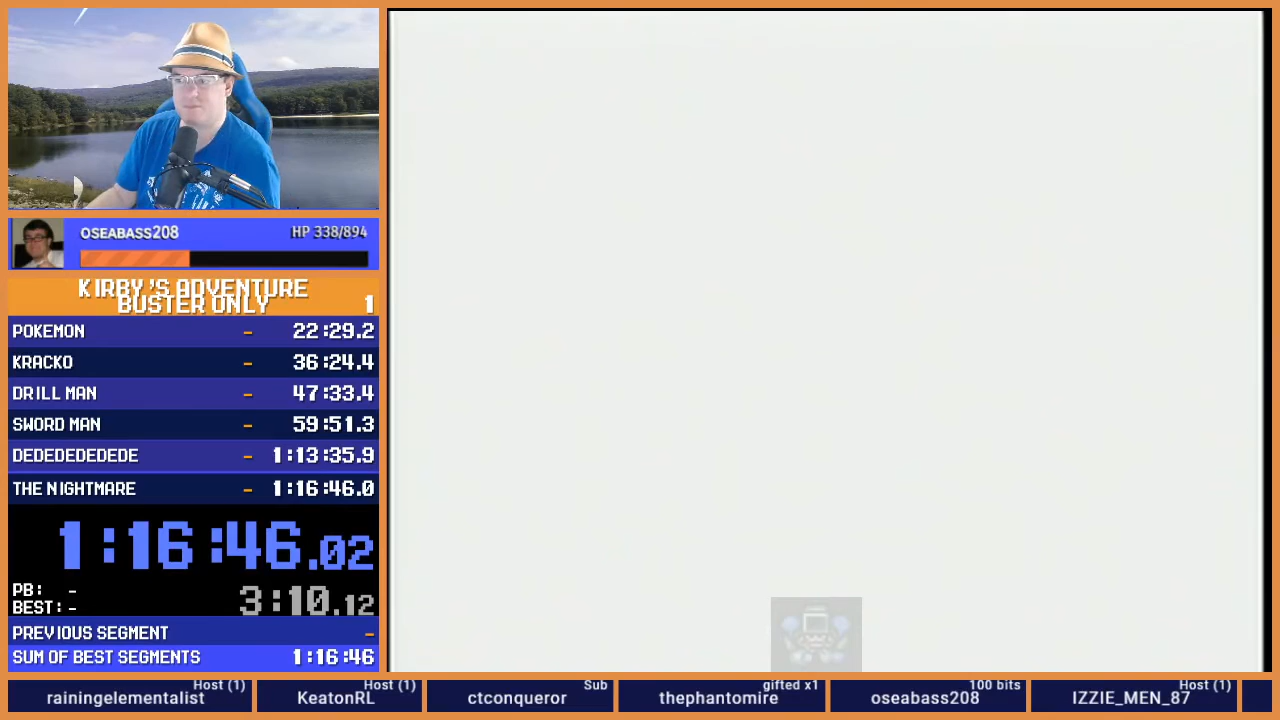 OSEABASS208 HP 338/894
KIRBY'S ADVENTURE
BUSTER ONLY 1
POKEMON - 22:29.2
KRACKO - 36:24.4
DRILL MAN - 47:33.4
SWORD MAN - 59:51.3
DEDEDEDEDEDE - 1:13:35.9
THE NIGHTMARE - 1:16:46.0
1:16:46.02
PB: -
BEST: - 3:10.12
PREVIOUS SEGMENT -
SUM OF BEST SEGMENTS 1:16:46
Host (1) Host (1) Sub gifted x1 100 bits Host (1)
rainingelementalist KeatonRL ctconqueror thephantomire oseabass208 IZZIE_MEN_87